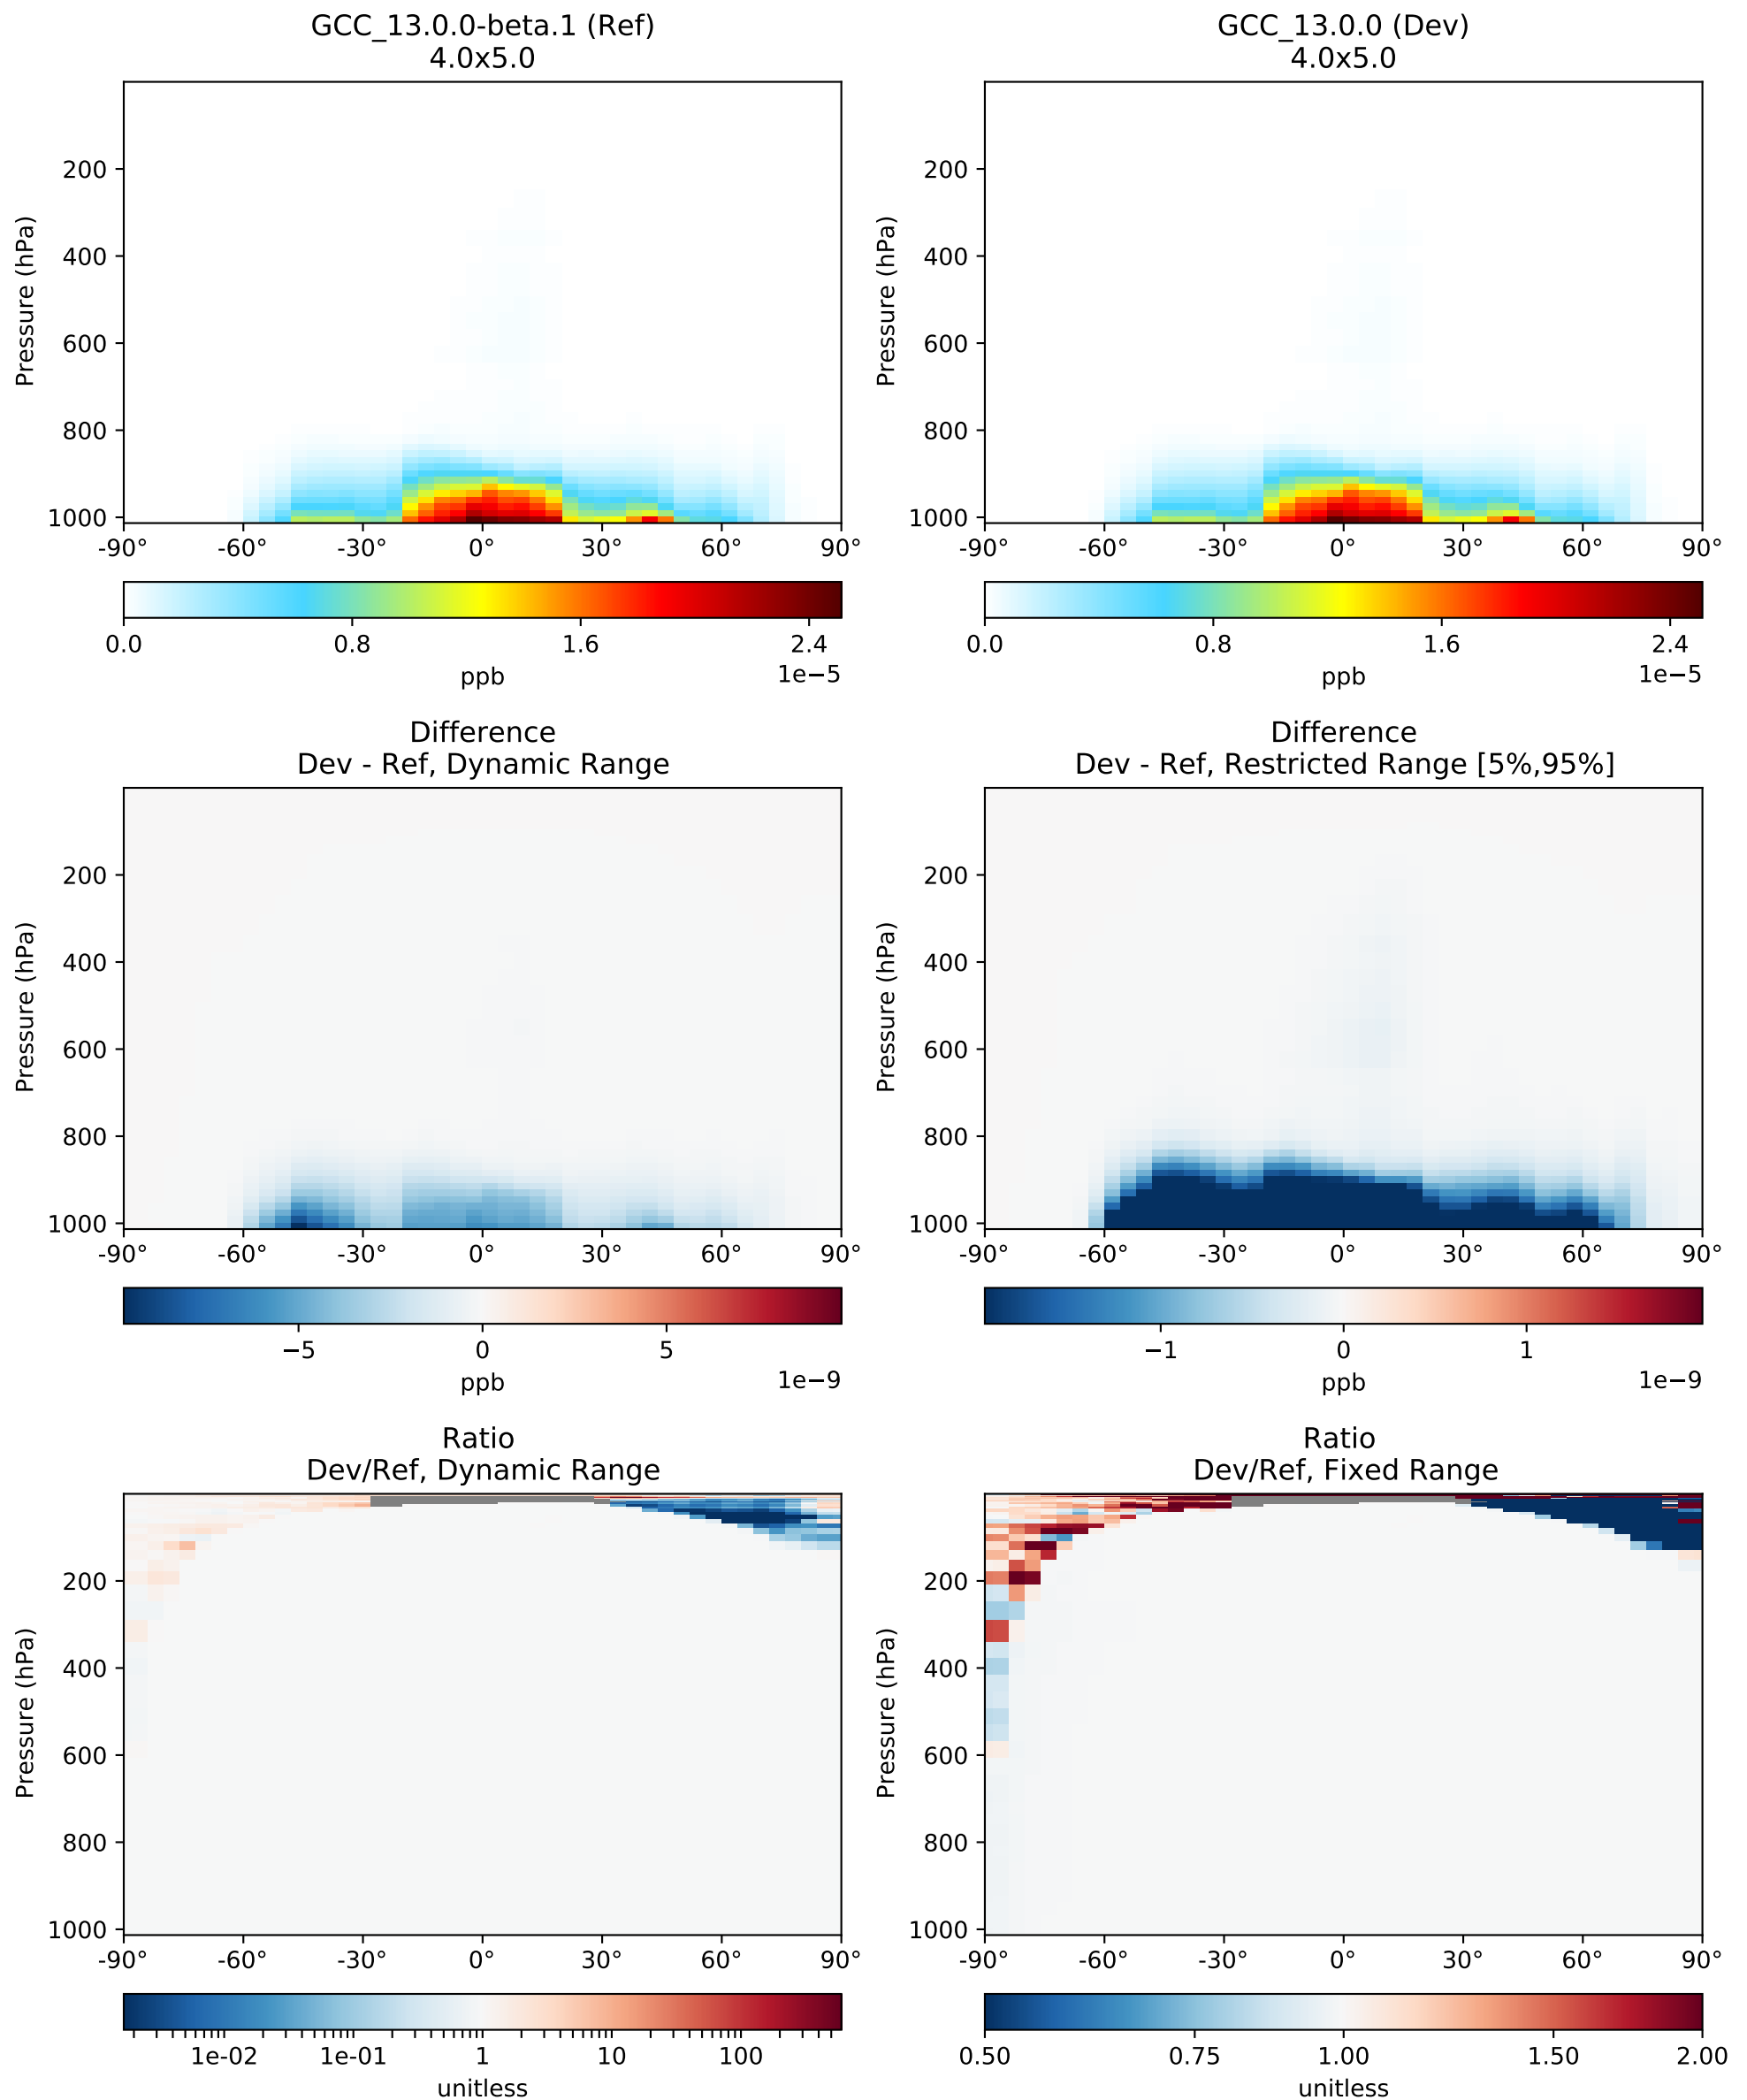 GCC_13.0.0-beta.1 (Ref)
4.0x5.0
Pressure (hPa)
200
400
600
800
1000
-90° -60° -30° 0° 30° 60° 90°
0.0 0.8 1.6 2.4
1e−5
ppb
GCC_13.0.0 (Dev)
4.0x5.0
Pressure (hPa)
200
400
600
800
1000
-90° -60° -30° 0° 30° 60° 90°
0.0 0.8 1.6 2.4
1e−5
ppb
Difference
Dev - Ref, Dynamic Range
Pressure (hPa)
200
400
600
800
1000
-90° -60° -30° 0° 30° 60° 90°
−5 0 5
1e−9
ppb
Difference
Dev - Ref, Restricted Range [5%,95%]
Pressure (hPa)
200
400
600
800
1000
-90° -60° -30° 0° 30° 60° 90°
−1 0 1
1e−9
ppb
Ratio
Dev/Ref, Dynamic Range
Pressure (hPa)
200
400
600
800
1000
-90° -60° -30° 0° 30° 60° 90°
1e-02 1e-01 1 10 100
unitless
Ratio
Dev/Ref, Fixed Range
Pressure (hPa)
200
400
600
800
1000
-90° -60° -30° 0° 30° 60° 90°
0.50 0.75 1.00 1.50 2.00
unitless